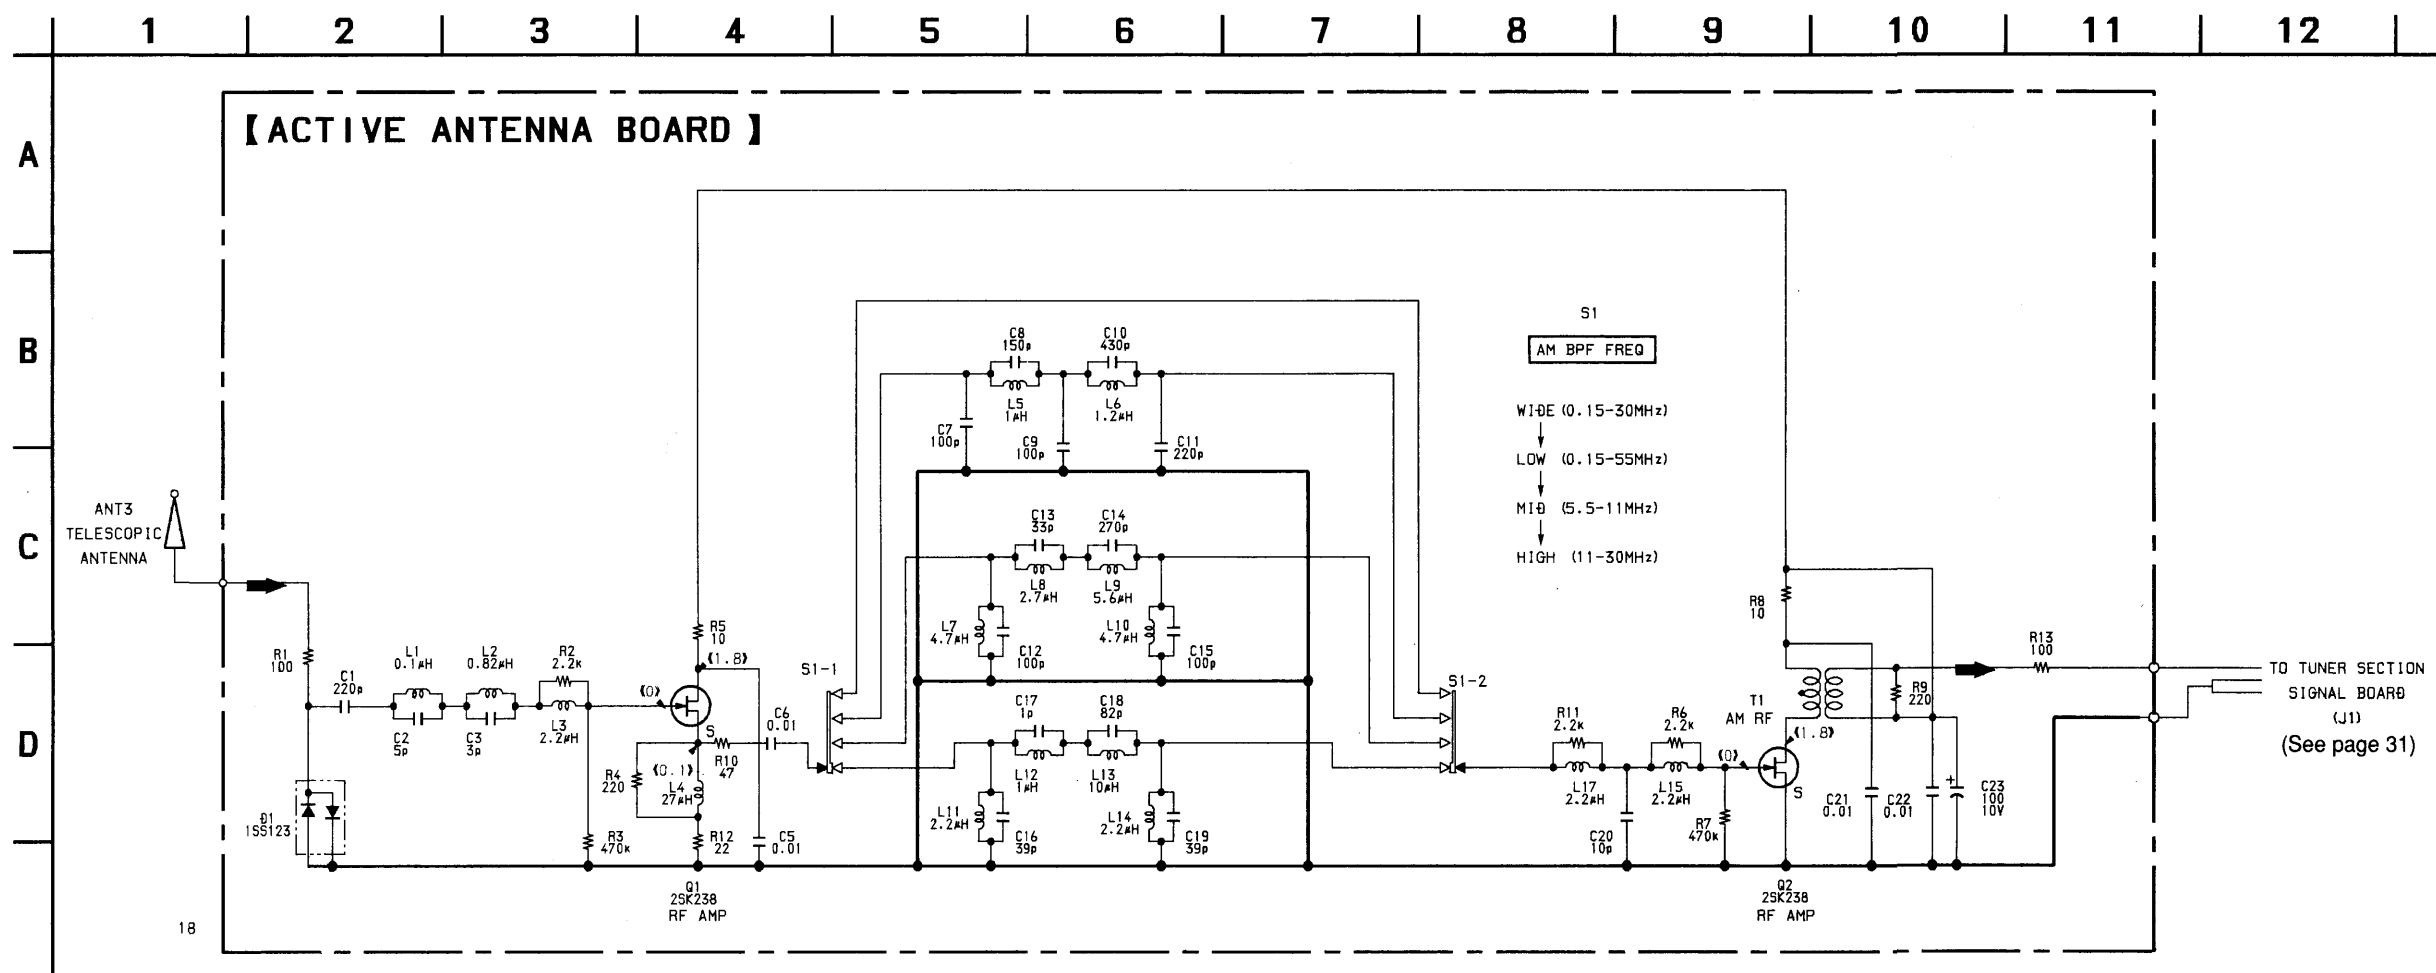 1 2 3 4 5 6 7 8 9 10 11 12
A
B
C
D
【ACTIVE ANTENNA BOARD】
ANT3
TELESCOPIC
ANTENNA
18
R1
100
D1
1SS123
C1
220p
L1
0.1μH
C2
5p
L2
0.82μH
C3
3p
R2
2.2k
L3
2.2μH
R3
470k
(0)
R5
10
(1.8)
S
R4
220
(0.1)
L4
27μH
R10
47
R12
22
C5
0.01
C6
0.01
Q1
2SK238
RF AMP
S1-1
C7
100p
C8
150p
L5
1μH
C9
100p
C10
430p
L6
1.2μH
C11
220p
C13
33p
L8
2.7μH
C14
270p
L9
5.6μH
L7
4.7μH
C12
100p
L10
4.7μH
C15
100p
C17
1p
L12
1μH
C18
82p
L13
10μH
L11
2.2μH
C16
39p
L14
2.2μH
C19
39p
S1
AM BPF FREQ
WIDE (0.15-30MHz)
LOW (0.15-55MHz)
MID (5.5-11MHz)
HIGH (11-30MHz)
S1-2
R11
2.2k
L17
2.2μH
C20
10p
R6
2.2k
L15
2.2μH
R7
470k
(0)
R8
10
T1
AM RF
(1.8)
S
Q2
2SK238
RF AMP
R9
220
C21
0.01
C22
0.01
+
C23
100
10V
R13
100
TO TUNER SECTION
SIGNAL BOARD
(J1)
(See page 31)